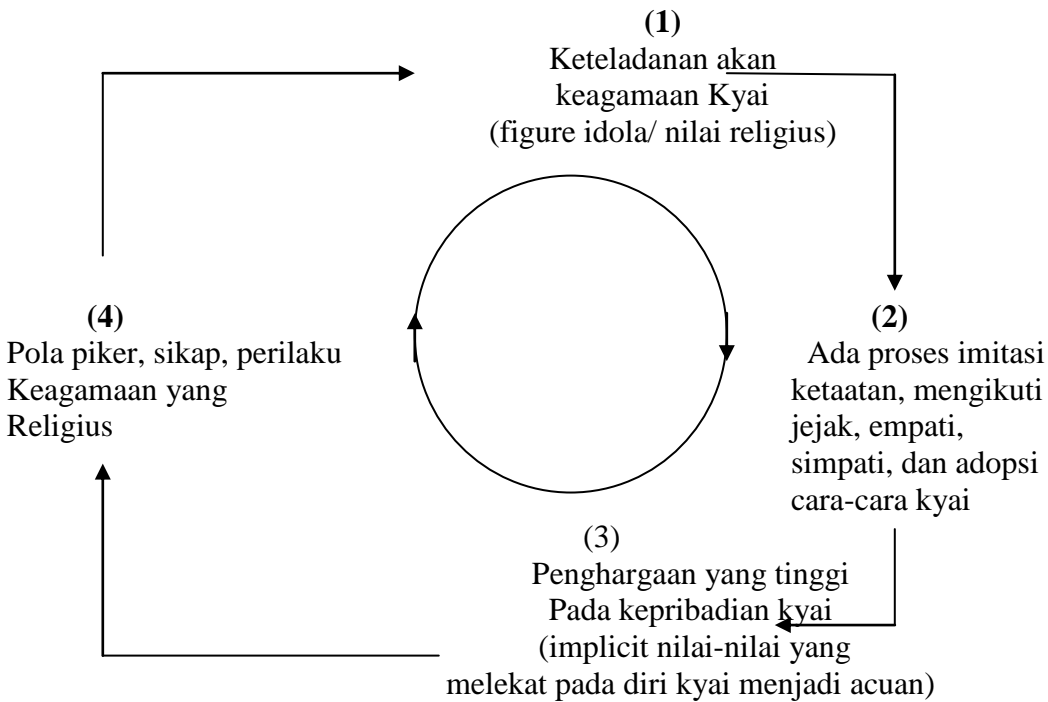 (1)
Keteladanan akan
keagamaan Kyai
(figure idola/ nilai religius)
(2)
Ada proses imitasi
ketaatan, mengikuti
jejak, empati,
simpati, dan adopsi
cara-cara kyai
(3)
Penghargaan yang tinggi
Pada kepribadian kyai
(implicit nilai-nilai yang
melekat pada diri kyai menjadi acuan)
(4)
Pola piker, sikap, perilaku
Keagamaan yang
Religius